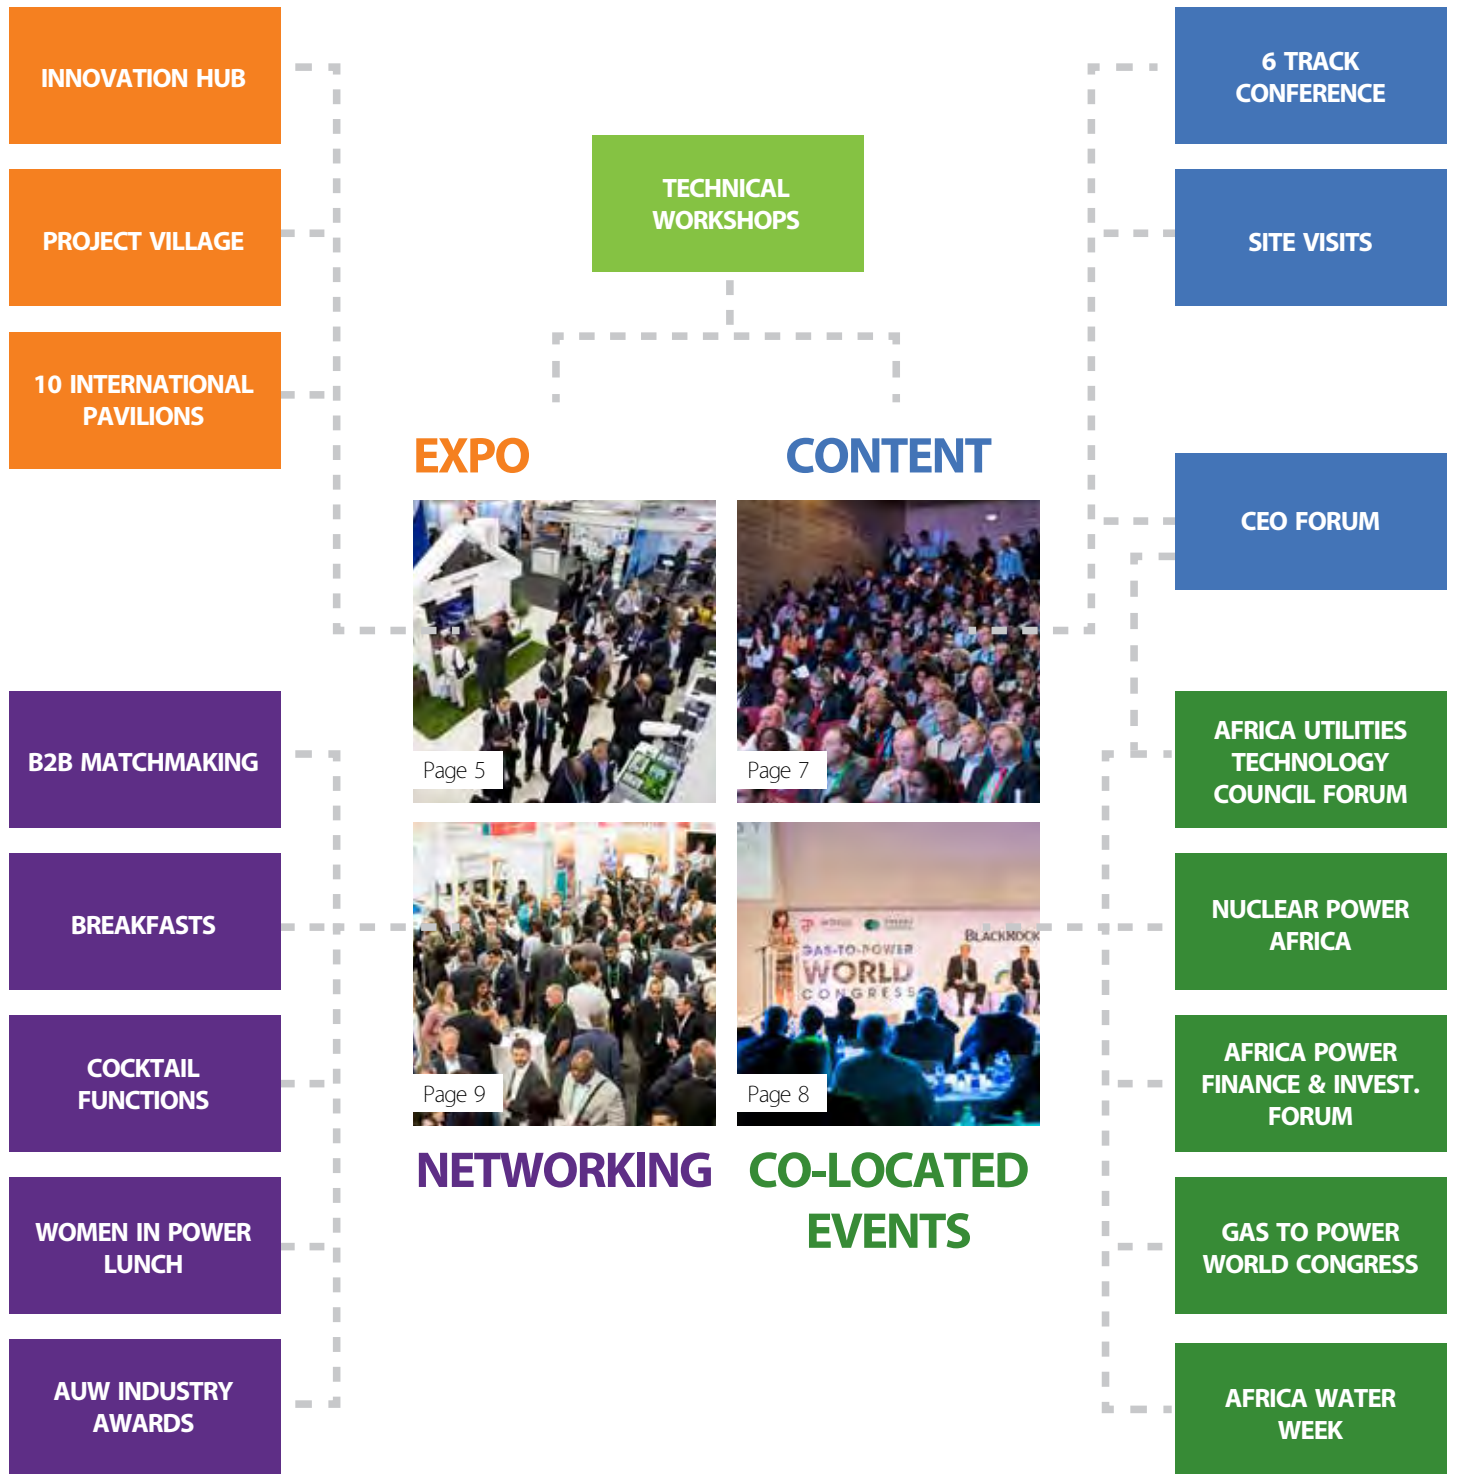 INNOVATION HUB
PROJECT VILLAGE
10 INTERNATIONAL
PAVILIONS
TECHNICAL
WORKSHOPS
6 TRACK
CONFERENCE
SITE VISITS
CEO FORUM
EXPO
CONTENT
Page 5
Page 7
B2B MATCHMAKING
BREAKFASTS
COCKTAIL
FUNCTIONS
WOMEN IN POWER
LUNCH
AUW INDUSTRY
AWARDS
BLACKROCK
GAS-TO-POWER
WORLD
CONGRESS
Page 9
Page 8
NETWORKING
CO-LOCATED
EVENTS
AFRICA UTILITIES
TECHNOLOGY
COUNCIL FORUM
NUCLEAR POWER
AFRICA
AFRICA POWER
FINANCE & INVEST.
FORUM
GAS TO POWER
WORLD CONGRESS
AFRICA WATER
WEEK